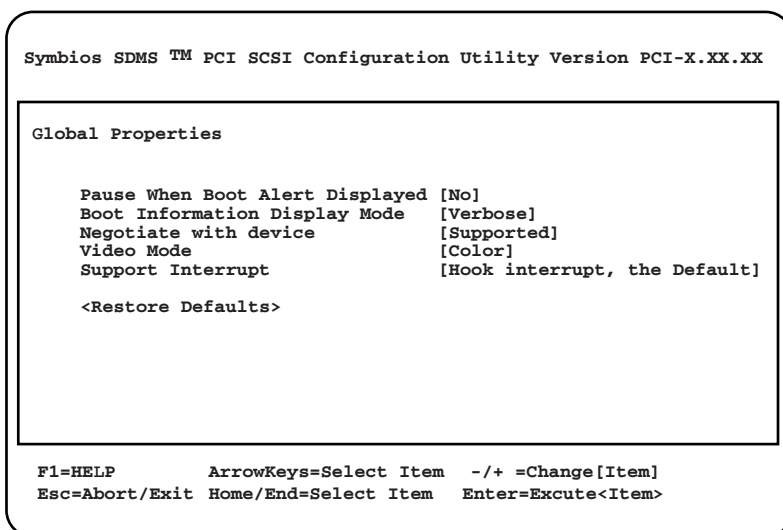 Symbios SDMS TM PCI SCSI Configuration Utility Version PCI-X.XX.XX
Global Properties
Pause When Boot Alert Displayed [No]
Boot Information Display Mode [Verbose]
Negotiate with device [Supported]
Video Mode [Color]
Support Interrupt [Hook interrupt, the Default]
<Restore Defaults>
F1=HELP ArrowKeys=Select Item -/+ =Change[Item]
Esc=Abort/Exit Home/End=Select Item Enter=Excute<Item>